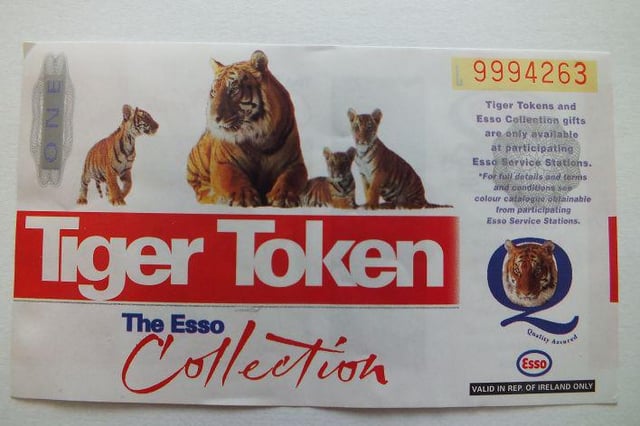 ONE
L 9994263
Tiger Tokens and
Esso Collection gifts
are only available
at participating
Esso Service Stations.
*For full details and terms
and conditions see
colour catalogue obtainable
from participating
Esso Service Stations.
Tiger Token
The Esso
Collection
Q
Quality Assured
Esso
VALID IN REP. OF IRELAND ONLY